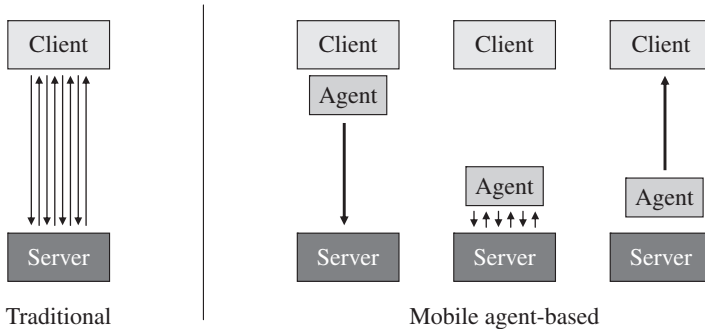 Client
Client
Client
Client
Agent
Agent
Agent
Server
Server
Server
Server
Traditional
Mobile agent-based